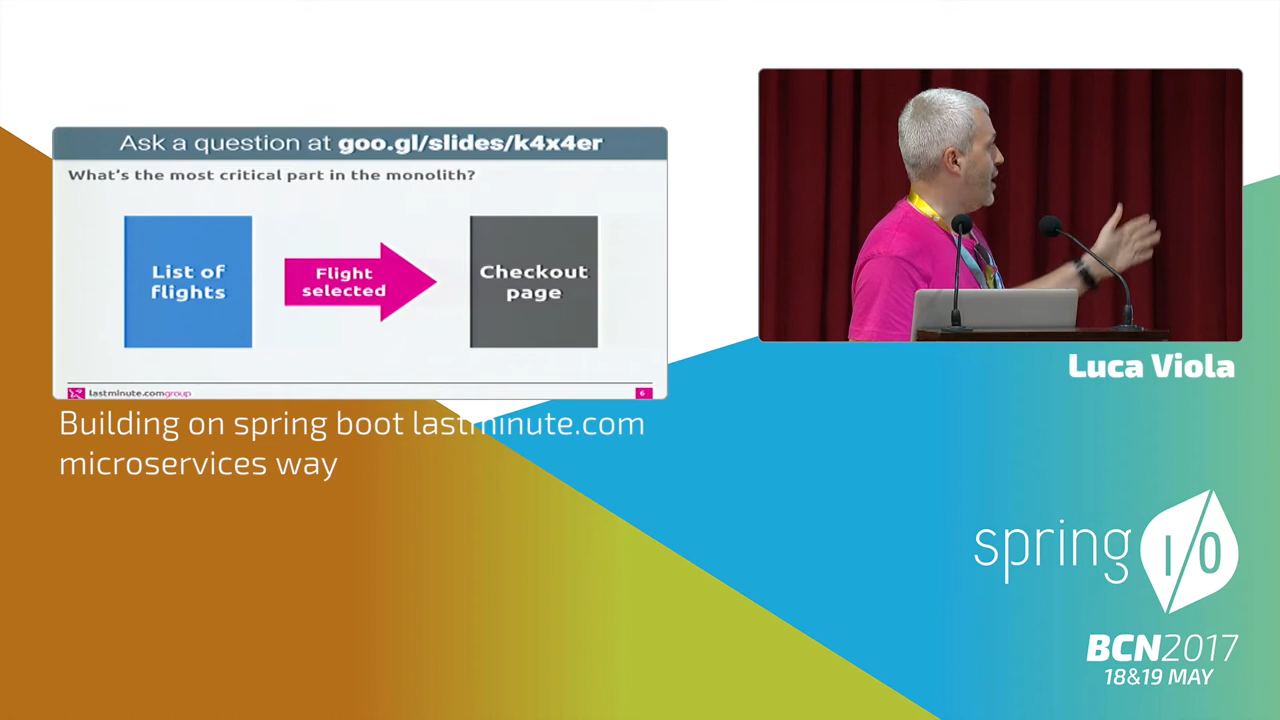 Ask a question at goo.gl/slides/k4x4er
What's the most critical part in the monolith?
List of
flights
Flight
selected
Checkout
page
lastminute.comgroup
6
Luca Viola
Building on spring boot lastminute.com
microservices way
spring I/O
BCN2017
18&19 MAY